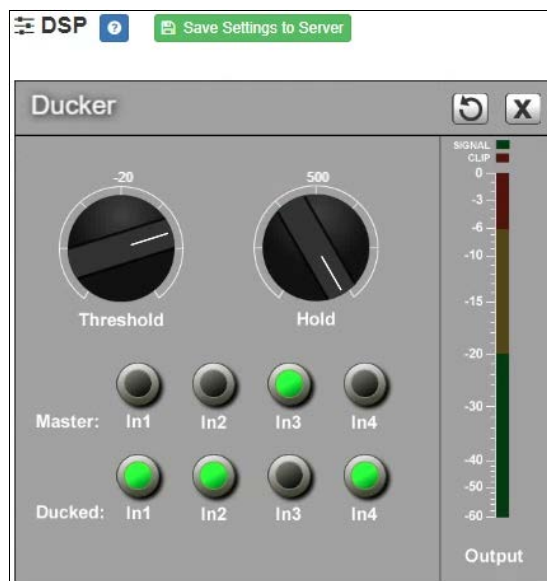 DSP ? Save Settings to Server
Ducker X
-20 500
Threshold Hold
Master: In1 In2 In3 In4
Ducked: In1 In2 In3 In4
SIGNAL
CLIP
0
-3
-6
-10
-15
-20
-30
-40
-50
-60
Output